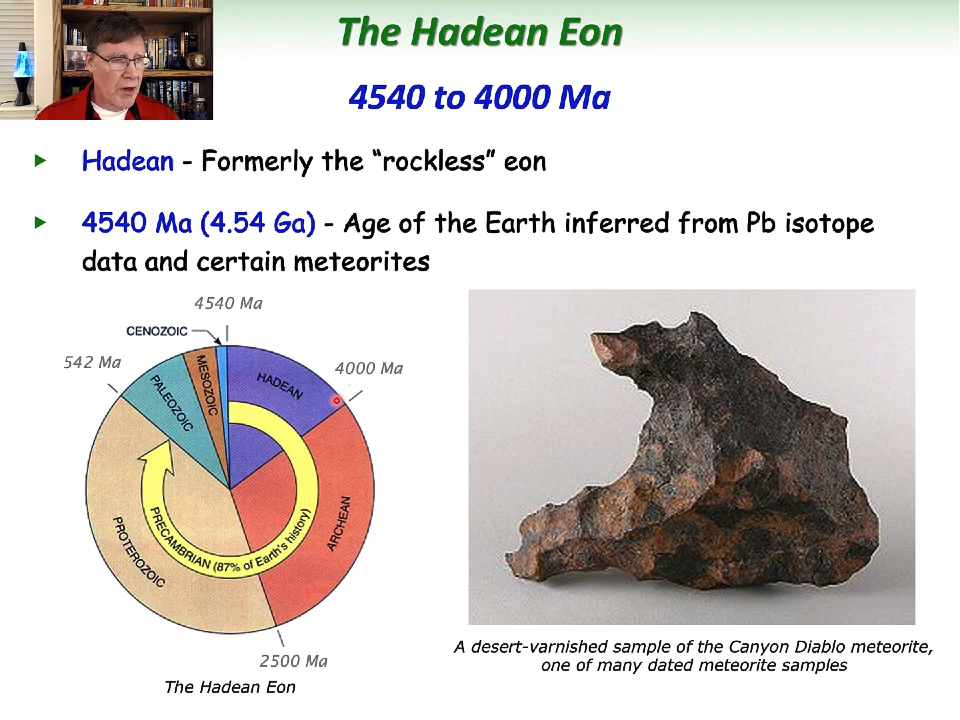 The Hadean Eon
4540 to 4000 Ma
Hadean - Formerly the “rockless” eon
4540 Ma (4.54 Ga) - Age of the Earth inferred from Pb isotope
data and certain meteorites
4540 Ma
CENOZOIC
542 Ma
4000 Ma
MESOZOIC
PALEOZOIC
HADEAN
ARCHEAN
PROTEROZOIC
PRECAMBRIAN (87% of Earth's history)
2500 Ma
The Hadean Eon
A desert-varnished sample of the Canyon Diablo meteorite,
one of many dated meteorite samples